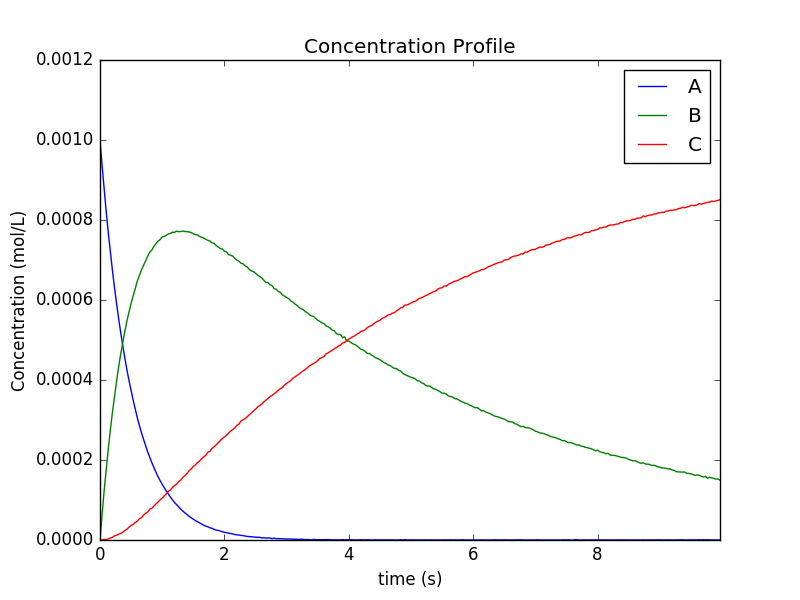 Concentration Profile
0.0012
0.0010
0.0008
0.0006
0.0004
0.0002
0.0000
Concentration (mol/L)
A
B
C
0 2 4 6 8
time (s)